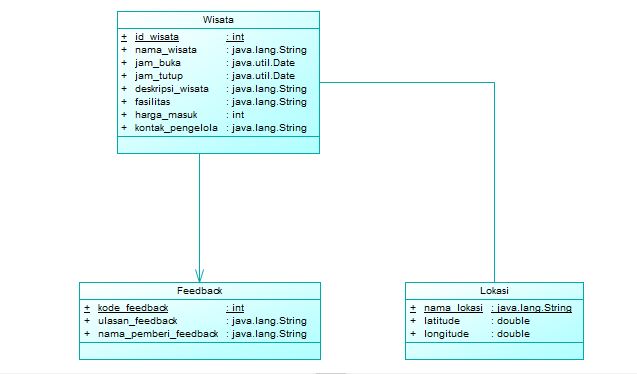 Wisata
+ id_wisata : int
+ nama_wisata : java.lang.String
+ jam_buka : java.util.Date
+ jam_tutup : java.util.Date
+ deskripsi_wisata : java.lang.String
+ fasilitas : java.lang.String
+ harga_masuk : int
+ kontak_pengelola : java.lang.String
Feedback
+ kode_feedback : int
+ ulasan_feedback : java.lang.String
+ nama_pemberi_feedback : java.lang.String
Lokasi
+ nama_lokasi : java.lang.String
+ latitude : double
+ longitude : double